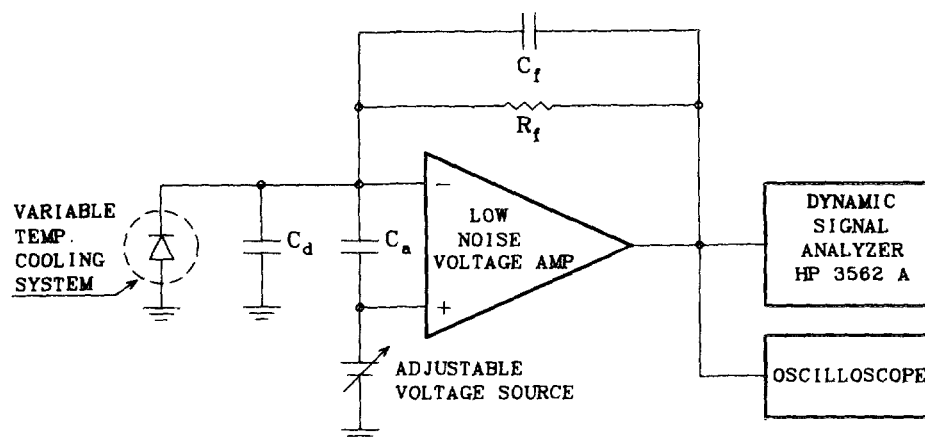 C_f
R_f
VARIABLE
TEMP.
COOLING
SYSTEM
C_d
C_a
−
+
LOW
NOISE
VOLTAGE AMP
ADJUSTABLE
VOLTAGE SOURCE
DYNAMIC
SIGNAL
ANALYZER
HP 3562 A
OSCILLOSCOPE